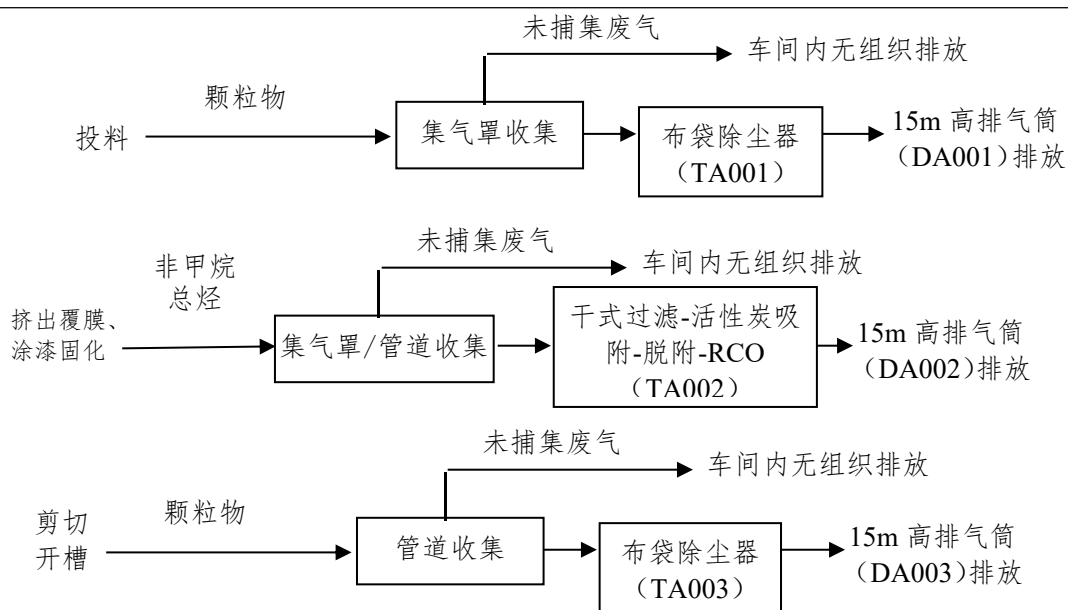 未捕集废气
车间内无组织排放
颗粒物
投料
集气罩收集
布袋除尘器
（TA001）
15m 高排气筒
（DA001）排放
未捕集废气
车间内无组织排放
非甲烷
总烃
挤出覆膜、
涂漆固化
集气罩/管道收集
干式过滤-活性炭吸
附-脱附-RCO
（TA002）
15m 高排气筒
（DA002）排放
未捕集废气
车间内无组织排放
颗粒物
剪切
开槽
管道收集
布袋除尘器
（TA003）
15m 高排气筒
（DA003）排放